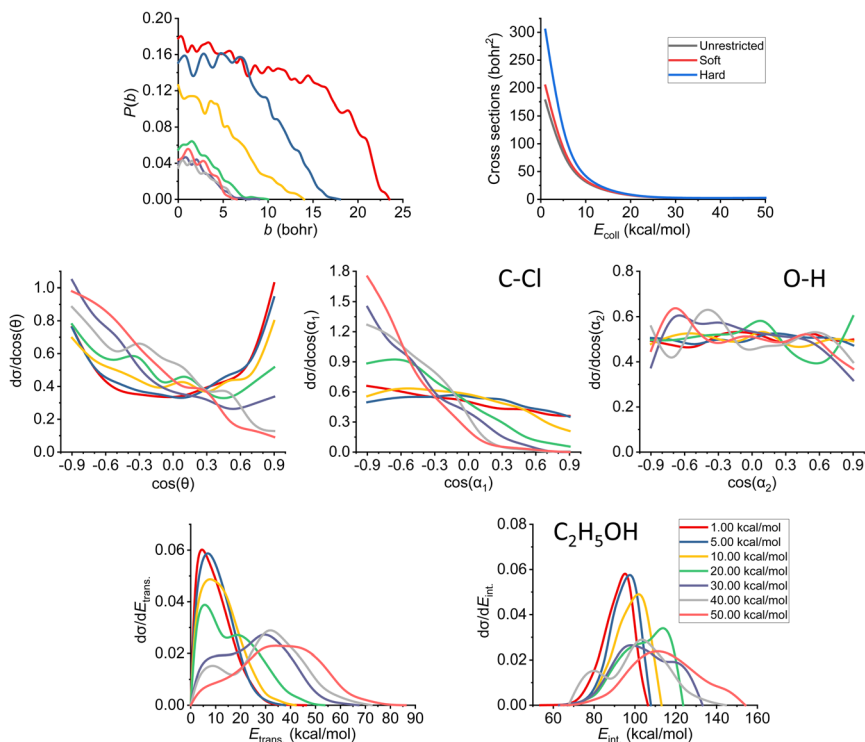 0.20
0.16
0.12
0.08
0.04
0.00
P(b)
0 5 10 15 20 25
b (bohr)
350
300
250
200
150
100
50
0
Cross sections (bohr²)
Unrestricted
Soft
Hard
0 10 20 30 40 50
E_coll (kcal/mol)
1.0
0.8
0.6
0.4
0.2
0.0
dσ/dcos(θ)
-0.9 -0.6 -0.3 0.0 0.3 0.6 0.9
cos(θ)
C-Cl
1.8
1.5
1.2
0.9
0.6
0.3
0.0
dσ/dcos(α₁)
-0.9 -0.6 -0.3 0.0 0.3 0.6 0.9
cos(α₁)
O-H
0.8
0.6
0.4
0.2
0.0
dσ/dcos(α₂)
-0.9 -0.6 -0.3 0.0 0.3 0.6 0.9
cos(α₂)
0.06
0.04
0.02
0.00
dσ/dE_trans.
0 10 20 30 40 50 60 70 80 90
E_trans. (kcal/mol)
C₂H₅OH
0.08
0.06
0.04
0.02
0.00
dσ/dE_int.
1.00 kcal/mol
5.00 kcal/mol
10.00 kcal/mol
20.00 kcal/mol
30.00 kcal/mol
40.00 kcal/mol
50.00 kcal/mol
60 80 100 120 140 160
E_int. (kcal/mol)